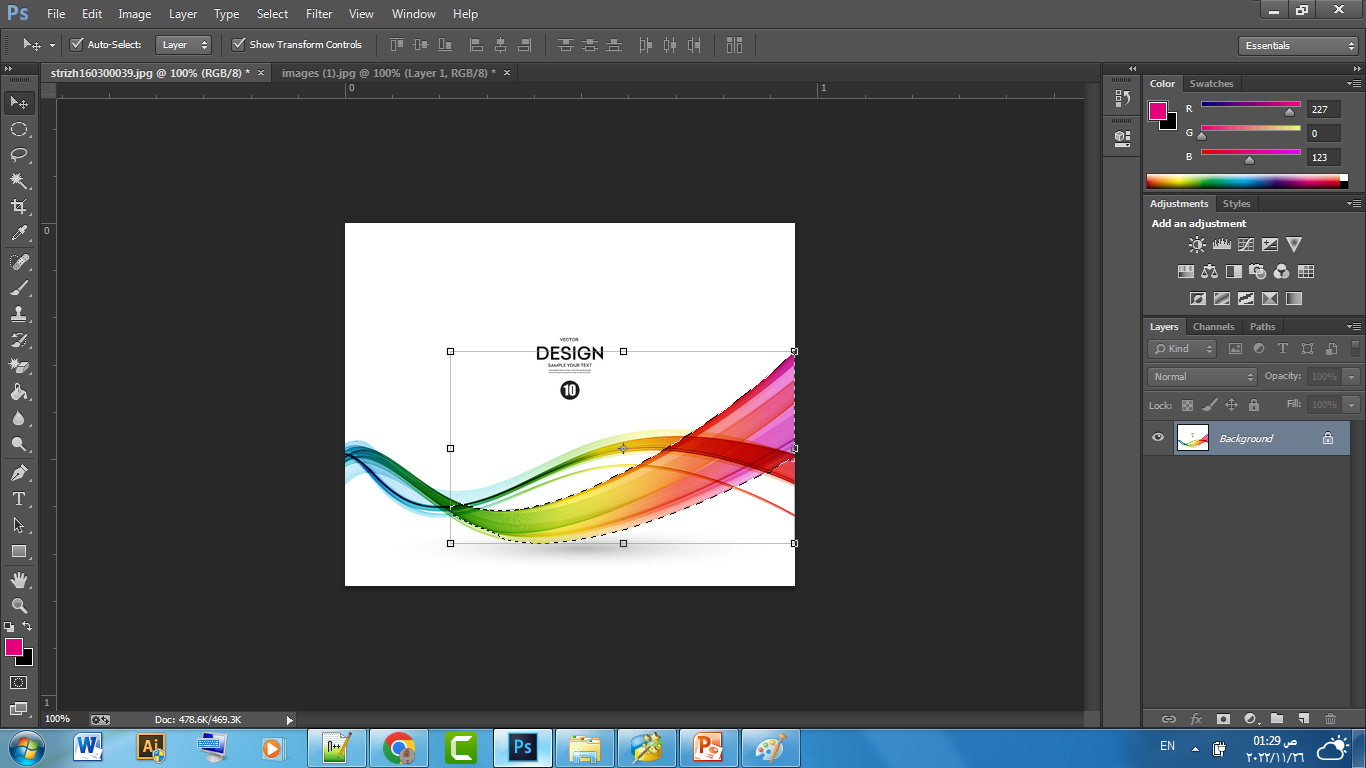 Ps File Edit Image Layer Type Select Filter View Window Help
Auto-Select: Layer Show Transform Controls Essentials
strizh160300039.jpg @ 100% (RGB/8) * × images (1).jpg @ 100% (Layer 1, RGB/8) * ×
0 1
0
1
Color Swatches
R 227
G 0
B 123
Adjustments Styles
Add an adjustment
VECTOR
DESIGN
SAMPLE YOUR TEXT
10
Layers Channels Paths
Kind
Normal Opacity: 100%
Lock: Fill: 100%
Background
fx
100% Doc: 478.6K/469.3K
W Ai I++ C Ps P
EN
01:29 ص
٢٠٢٢/١١/٢٦